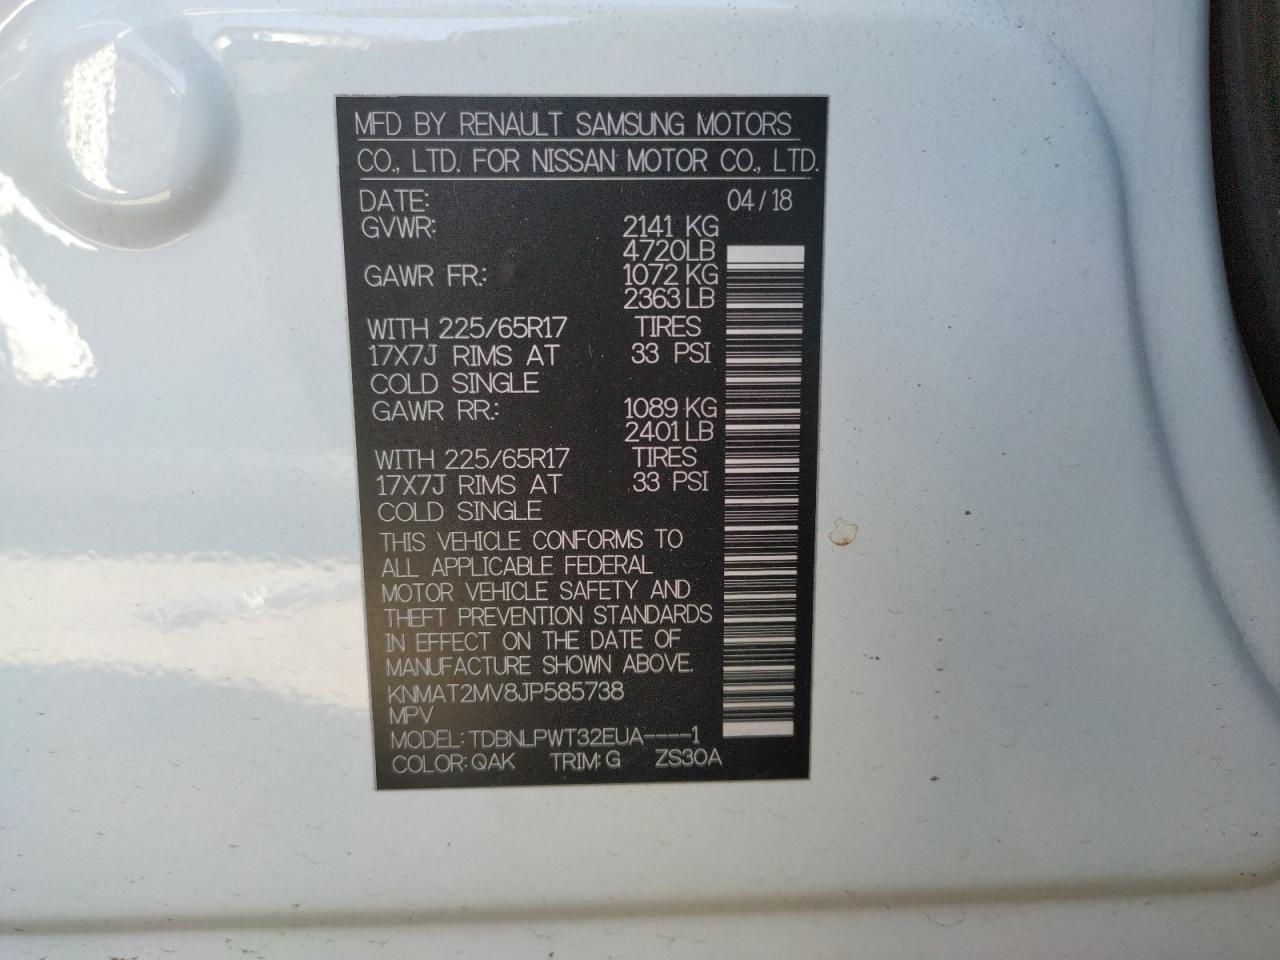 MFD BY RENAULT SAMSUNG MOTORS
CO., LTD. FOR NISSAN MOTOR CO., LTD.
DATE: 04/18
GVWR: 2141 KG
4720LB
GAWR FR.: 1072 KG
2363 LB
WITH 225/65R17 TIRES
17X7J RIMS AT 33 PSI
COLD SINGLE
GAWR RR.: 1089 KG
2401 LB
WITH 225/65R17 TIRES
17X7J RIMS AT 33 PSI
COLD SINGLE
THIS VEHICLE CONFORMS TO
ALL APPLICABLE FEDERAL
MOTOR VEHICLE SAFETY AND
THEFT PREVENTION STANDARDS
IN EFFECT ON THE DATE OF
MANUFACTURE SHOWN ABOVE.
KNMAT2MV8JP585738
MPV
MODEL: TDBNLPWT32EUA----1
COLOR: QAK TRIM: G ZS30A